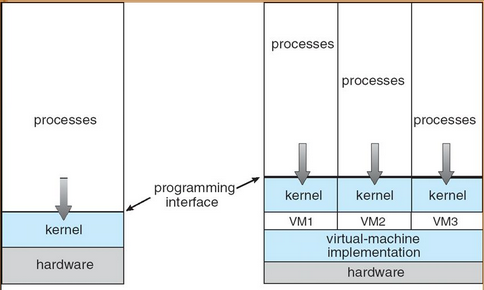 processes
kernel
hardware
programming
interface
processes
processes
processes
kernel
kernel
kernel
VM1
VM2
VM3
virtual-machine
implementation
hardware